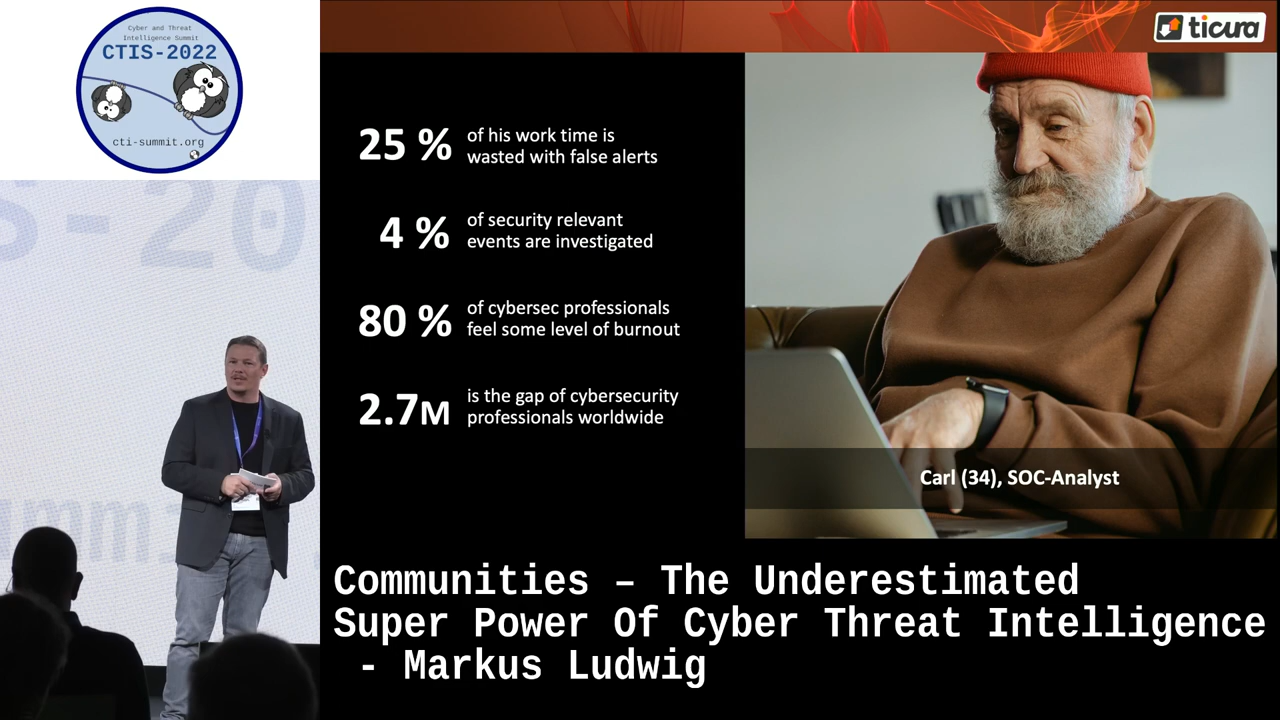 Cyber and Threat
Intelligence Summit
CTIS-2022
cti-summit.org
ticura
25 %
of his work time is
wasted with false alerts
4 %
of security relevant
events are investigated
80 %
of cybersec professionals
feel some level of burnout
2.7M
is the gap of cybersecurity
professionals worldwide
Carl (34), SOC-Analyst
S-20
ummi
Communities – The Underestimated
Super Power Of Cyber Threat Intelligence
- Markus Ludwig